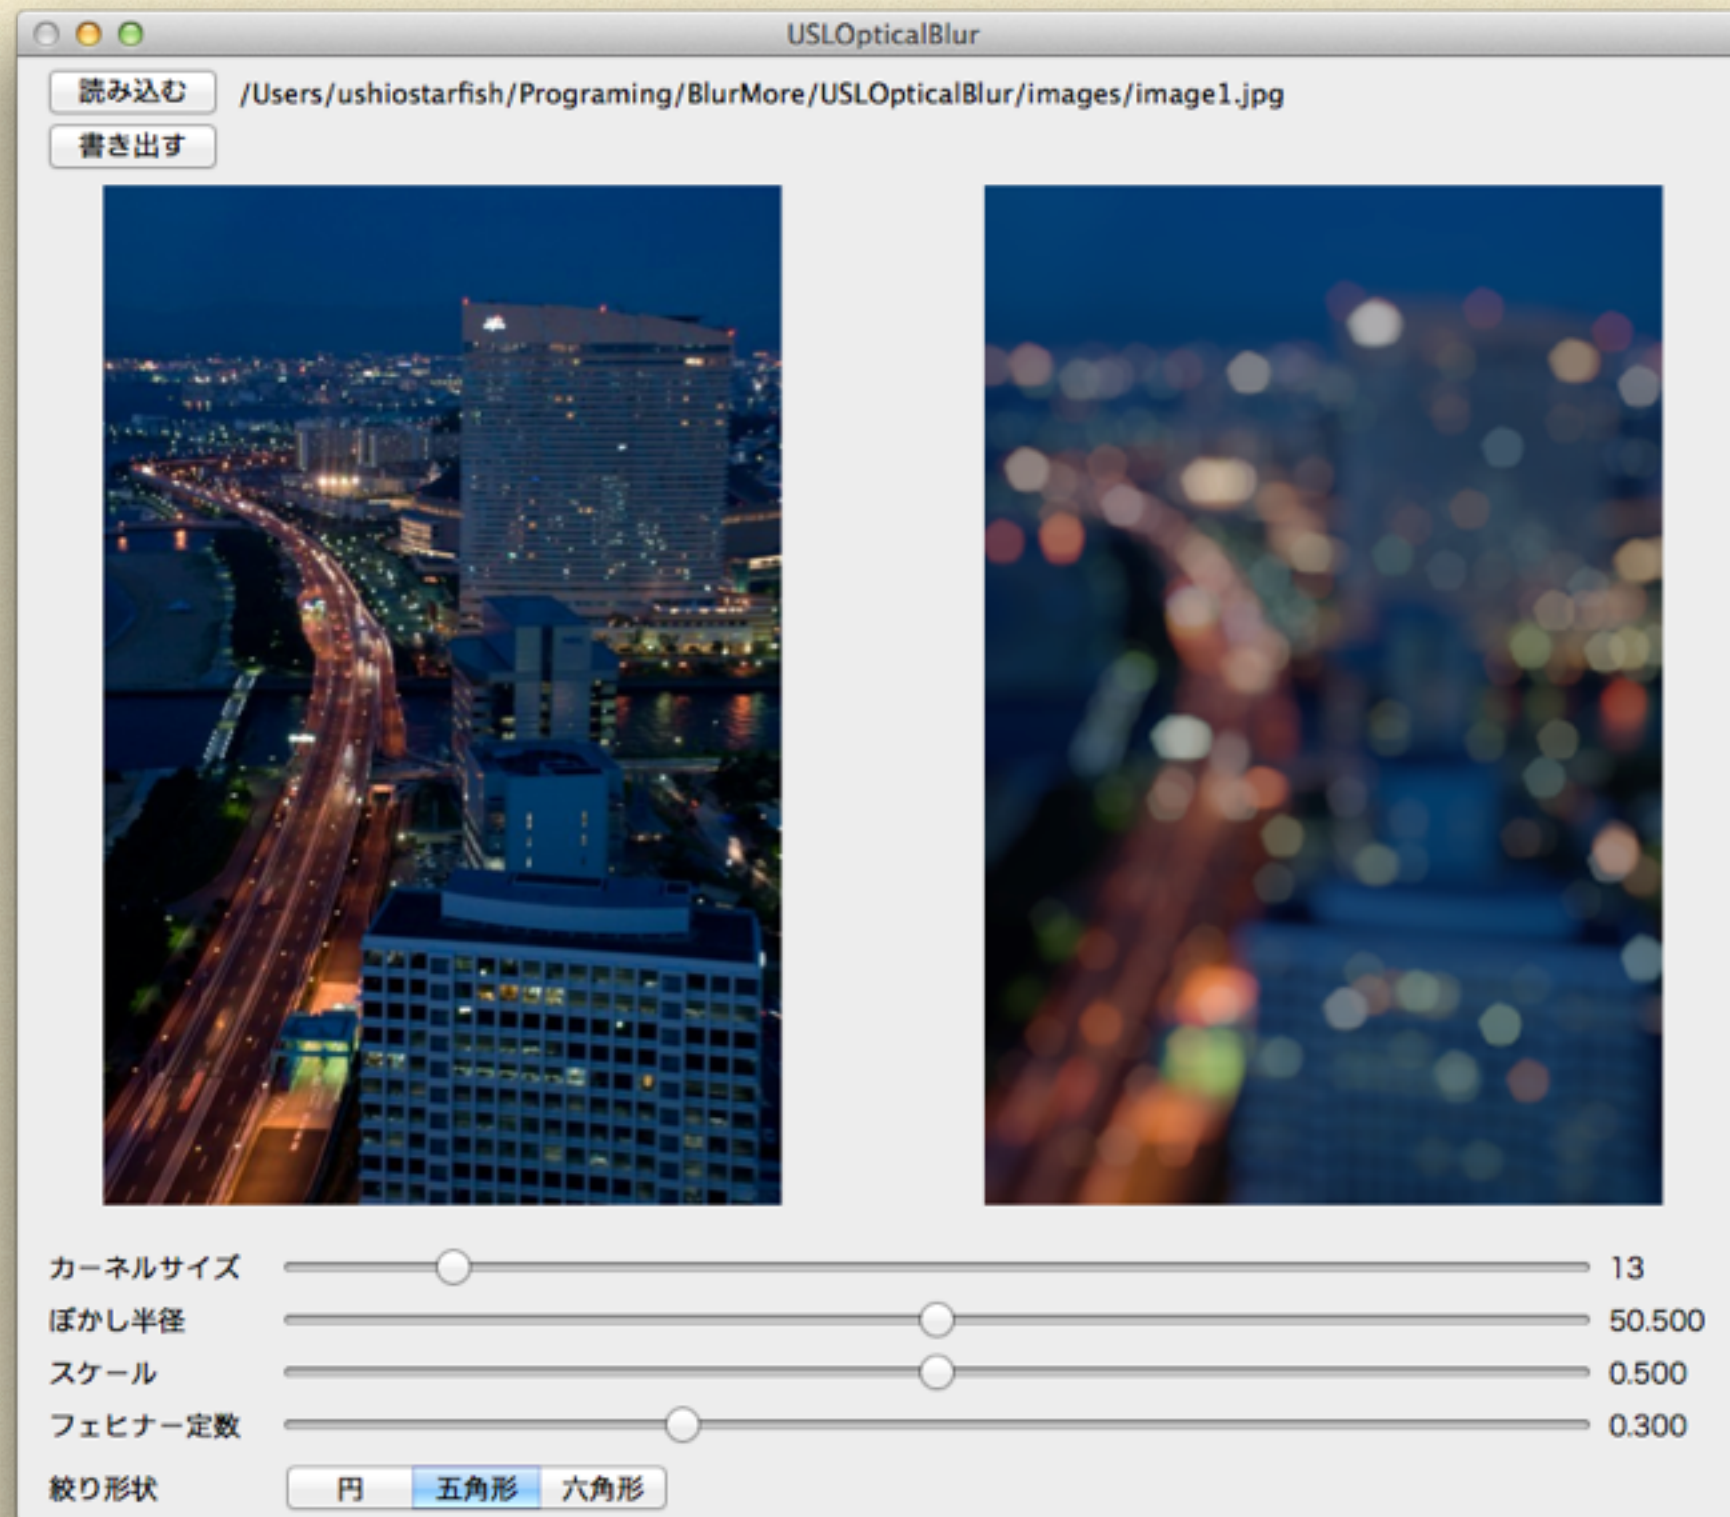 USLOpticalBlur
読み込む /Users/ushiostarfish/Programing/BlurMore/USLOpticalBlur/images/image1.jpg
書き出す
カーネルサイズ 13
ぼかし半径 50.500
スケール 0.500
フェヒナー定数 0.300
絞り形状 円 五角形 六角形